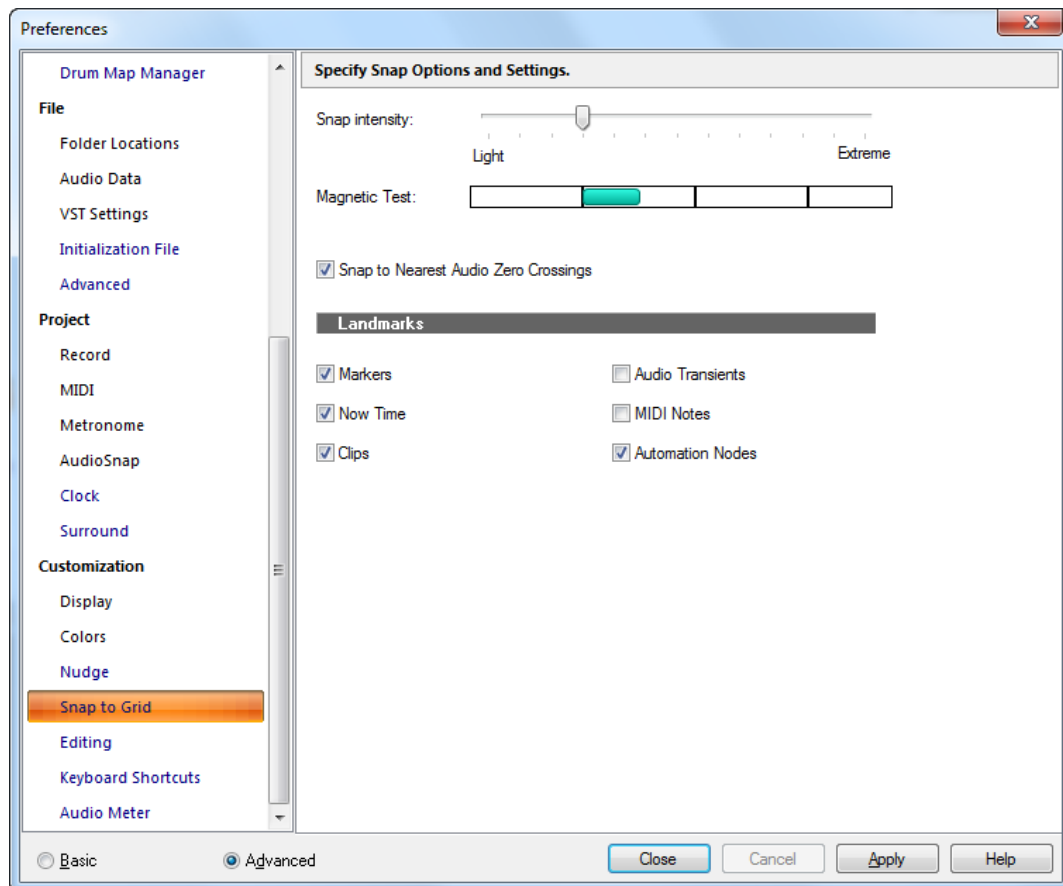 Preferences
Drum Map Manager
File
Folder Locations
Audio Data
VST Settings
Initialization File
Advanced
Project
Record
MIDI
Metronome
AudioSnap
Clock
Surround
Customization
Display
Colors
Nudge
Snap to Grid
Editing
Keyboard Shortcuts
Audio Meter
Specify Snap Options and Settings.
Snap intensity:
Light
Extreme
Magnetic Test:
Snap to Nearest Audio Zero Crossings
Landmarks
Markers
Audio Transients
Now Time
MIDI Notes
Clips
Automation Nodes
Basic
Advanced
Close
Cancel
Apply
Help